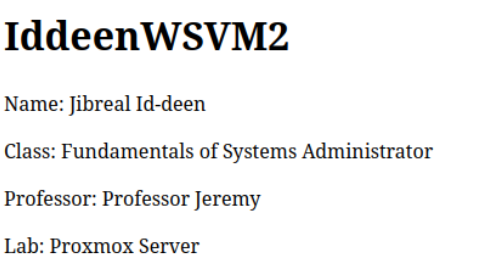 IddeenWSVM2
Name: Jibreal Id-deen
Class: Fundamentals of Systems Administrator
Professor: Professor Jeremy
Lab: Proxmox Server